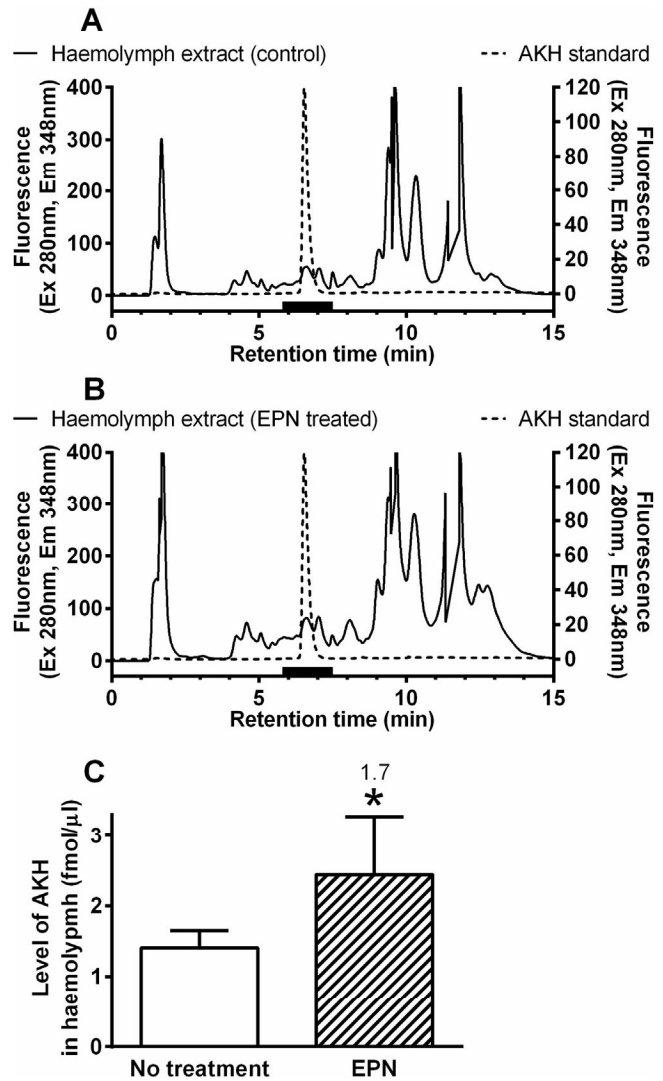 A
Haemolymph extract (control) AKH standard
Fluorescence
(Ex 280nm, Em 348nm)
400
300
200
100
0
120
100
80
60
40
20
0
Fluorescence
(Ex 280nm, Em 348nm)
0 5 10 15
Retention time (min)
B
Haemolymph extract (EPN treated) AKH standard
Fluorescence
(Ex 280nm, Em 348nm)
400
300
200
100
0
120
100
80
60
40
20
0
Fluorescence
(Ex 280nm, Em 348nm)
0 5 10 15
Retention time (min)
C
1.7
*
Level of AKH
in haemolypmh (fmol/µl)
3
2
1
0
No treatment EPN